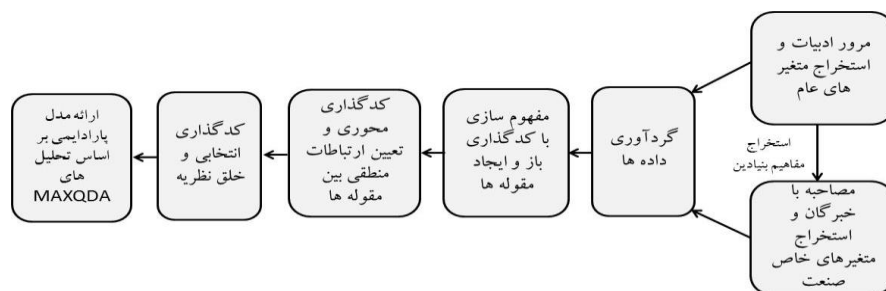 مرور ادبیات و
استخراج متغیر
های عام
استخراج
مفاهیم بنیادین
مصاحبه با
خبرگان و
استخراج
متغیرهای خاص
صنعت
گردآوری
داده ها
مفهوم سازی
با کدگذاری
باز و ایجاد
مقوله ها
کدگذاری
محوری و
تعیین ارتباطات
منطقی بین
مقوله ها
کدگذاری
انتخابی و
خلق نظریه
ارائه مدل
پارادایمی بر
اساس تحلیل
های
MAXQDA